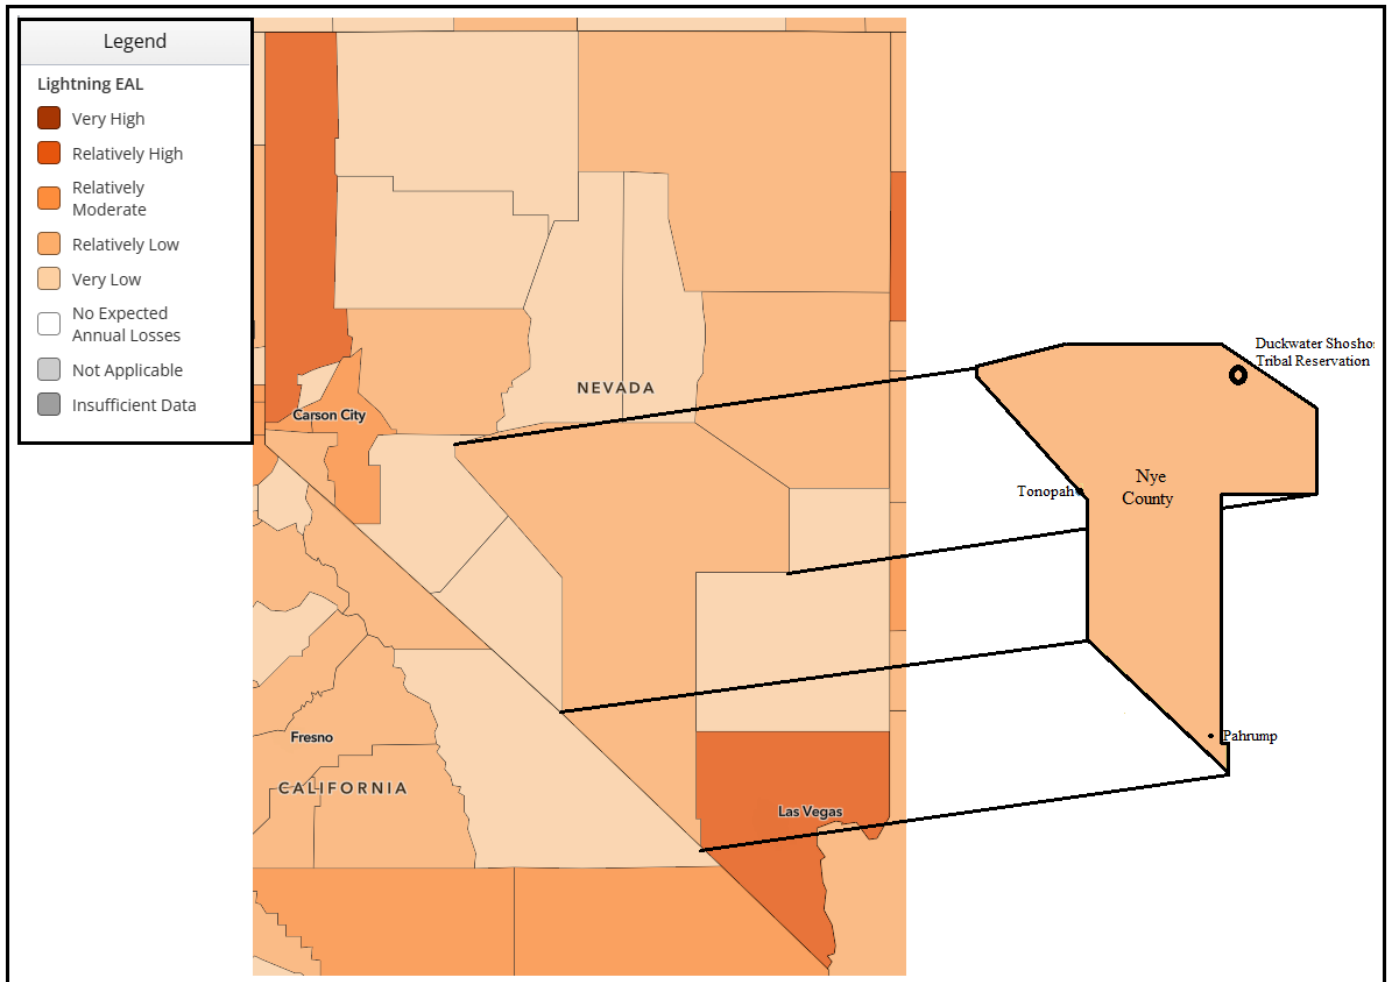 Legend
Lightning EAL
Very High
Relatively High
Relatively
Moderate
Relatively Low
Very Low
No Expected
Annual Losses
Not Applicable
Insufficient Data
NEVADA
Carson City
Fresno
CALIFORNIA
Las Vegas
Duckwater Shosho
Tribal Reservation
Tonopah
Nye
County
Pahrump